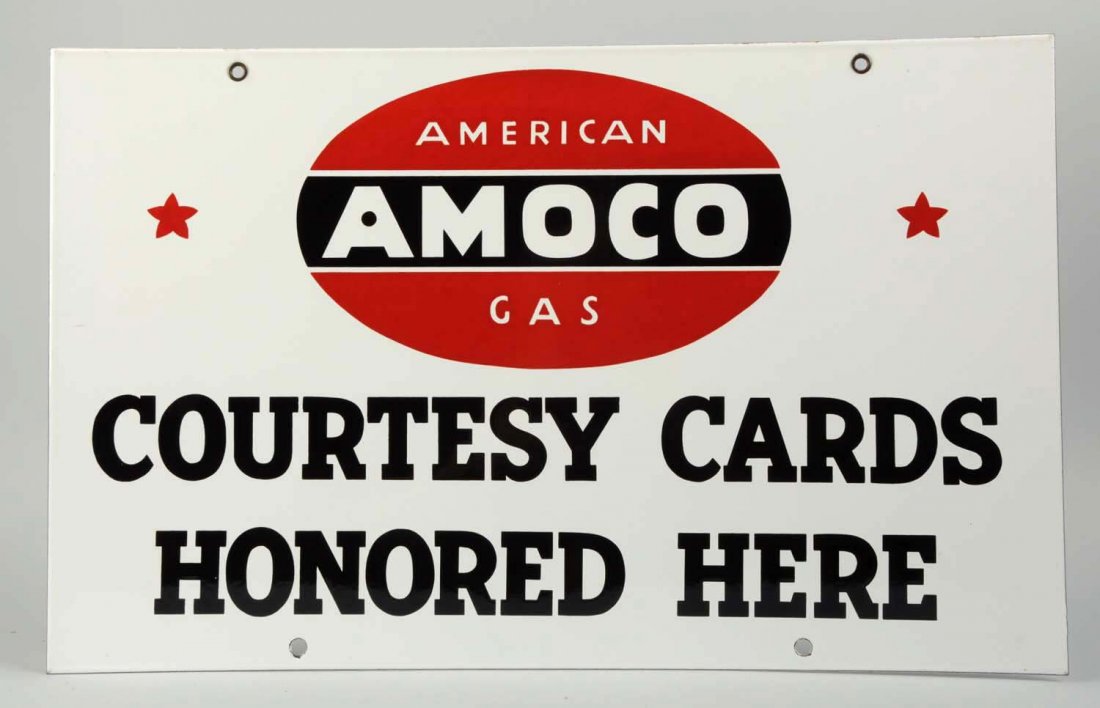 AMERICAN
AMOCO
GAS
COURTESY CARDS
HONORED HERE